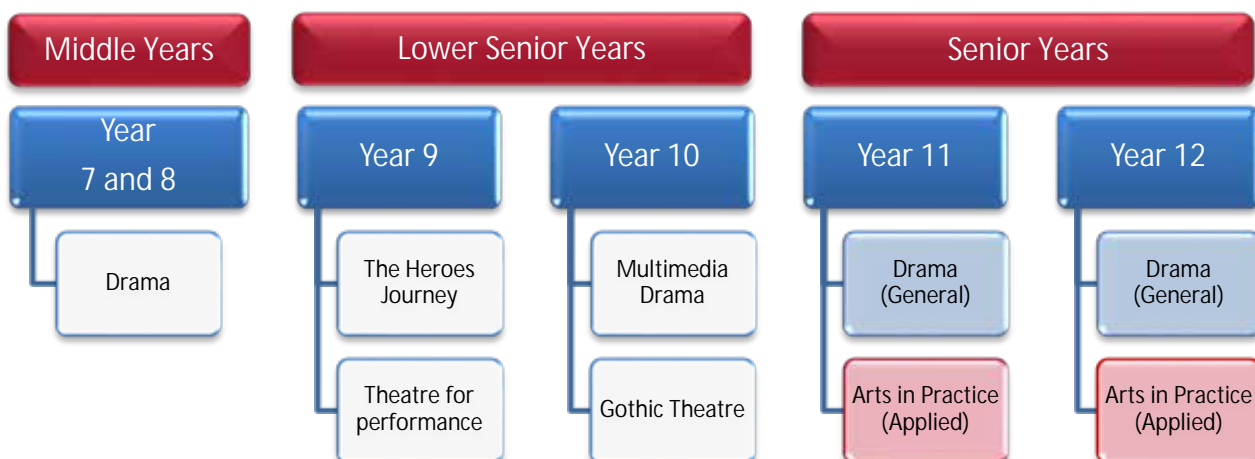 Middle Years
Lower Senior Years
Senior Years
Year
7 and 8
Year 9
Year 10
Year 11
Year 12
Drama
The Heroes
Journey
Multimedia
Drama
Drama
(General)
Drama
(General)
Theatre for
performance
Gothic Theatre
Arts in Practice
(Applied)
Arts in Practice
(Applied)